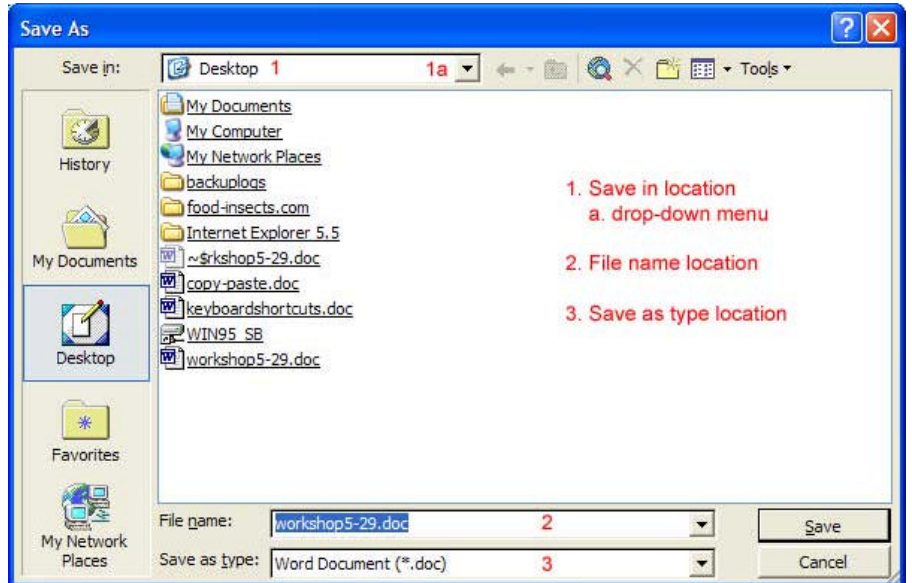 Save As
Save in: Desktop 1 1a Tools
History
My Documents
Desktop
Favorites
My Network
Places
My Documents
My Computer
My Network Places
backuplogs
food-insects.com
Internet Explorer 5.5
~$rkshop5-29.doc
copy-paste.doc
keyboardshortcuts.doc
WIN95_SB
workshop5-29.doc
1. Save in location
a. drop-down menu
2. File name location
3. Save as type location
File name: workshop5-29.doc 2 Save
Save as type: Word Document (*.doc) 3 Cancel